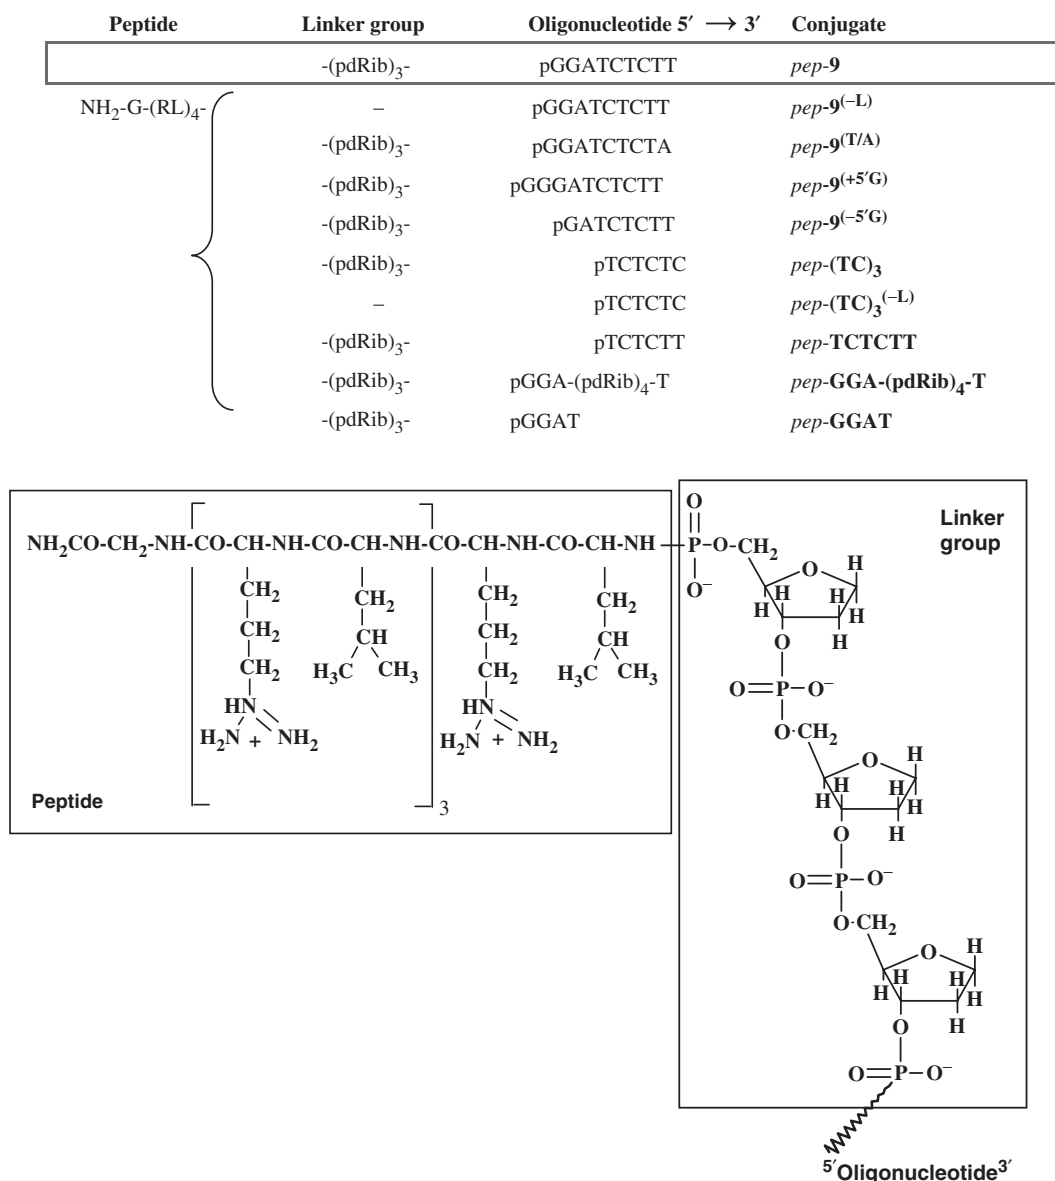 Peptide Linker group Oligonucleotide 5′ → 3′ Conjugate
-(pdRib)3- pGGATCTCTT pep-9
NH2-G-(RL)4- – pGGATCTCTT pep-9(–L)
-(pdRib)3- pGGATCTCTA pep-9(T/A)
-(pdRib)3- pGGGATCTCTT pep-9(+5′G)
-(pdRib)3- pGATCTCTT pep-9(–5′G)
-(pdRib)3- pTCTCTC pep-(TC)3
– pTCTCTC pep-(TC)3(–L)
-(pdRib)3- pTCTCTT pep-TCTCTT
-(pdRib)3- pGGA-(pdRib)4-T pep-GGA-(pdRib)4-T
-(pdRib)3- pGGAT pep-GGAT
NH2CO-CH2-NH-CO-CH-NH-CO-CH-NH-CO-CH-NH-CO-CH-NH
CH2 CH2 CH2 CH2
CH2 CH CH2 CH
CH2 H3C CH3 CH2 H3C CH3
HN HN
H2N + NH2 H2N + NH2
Peptide
3
Linker
group
O
P-O-CH2
O–
O H
H H H
H
O
O=P-O–
O·CH2
O H
H H H H
H
O
O=P-O–
O·CH2
O H
H H H H
H
O
O=P-O–
5′Oligonucleotide3′